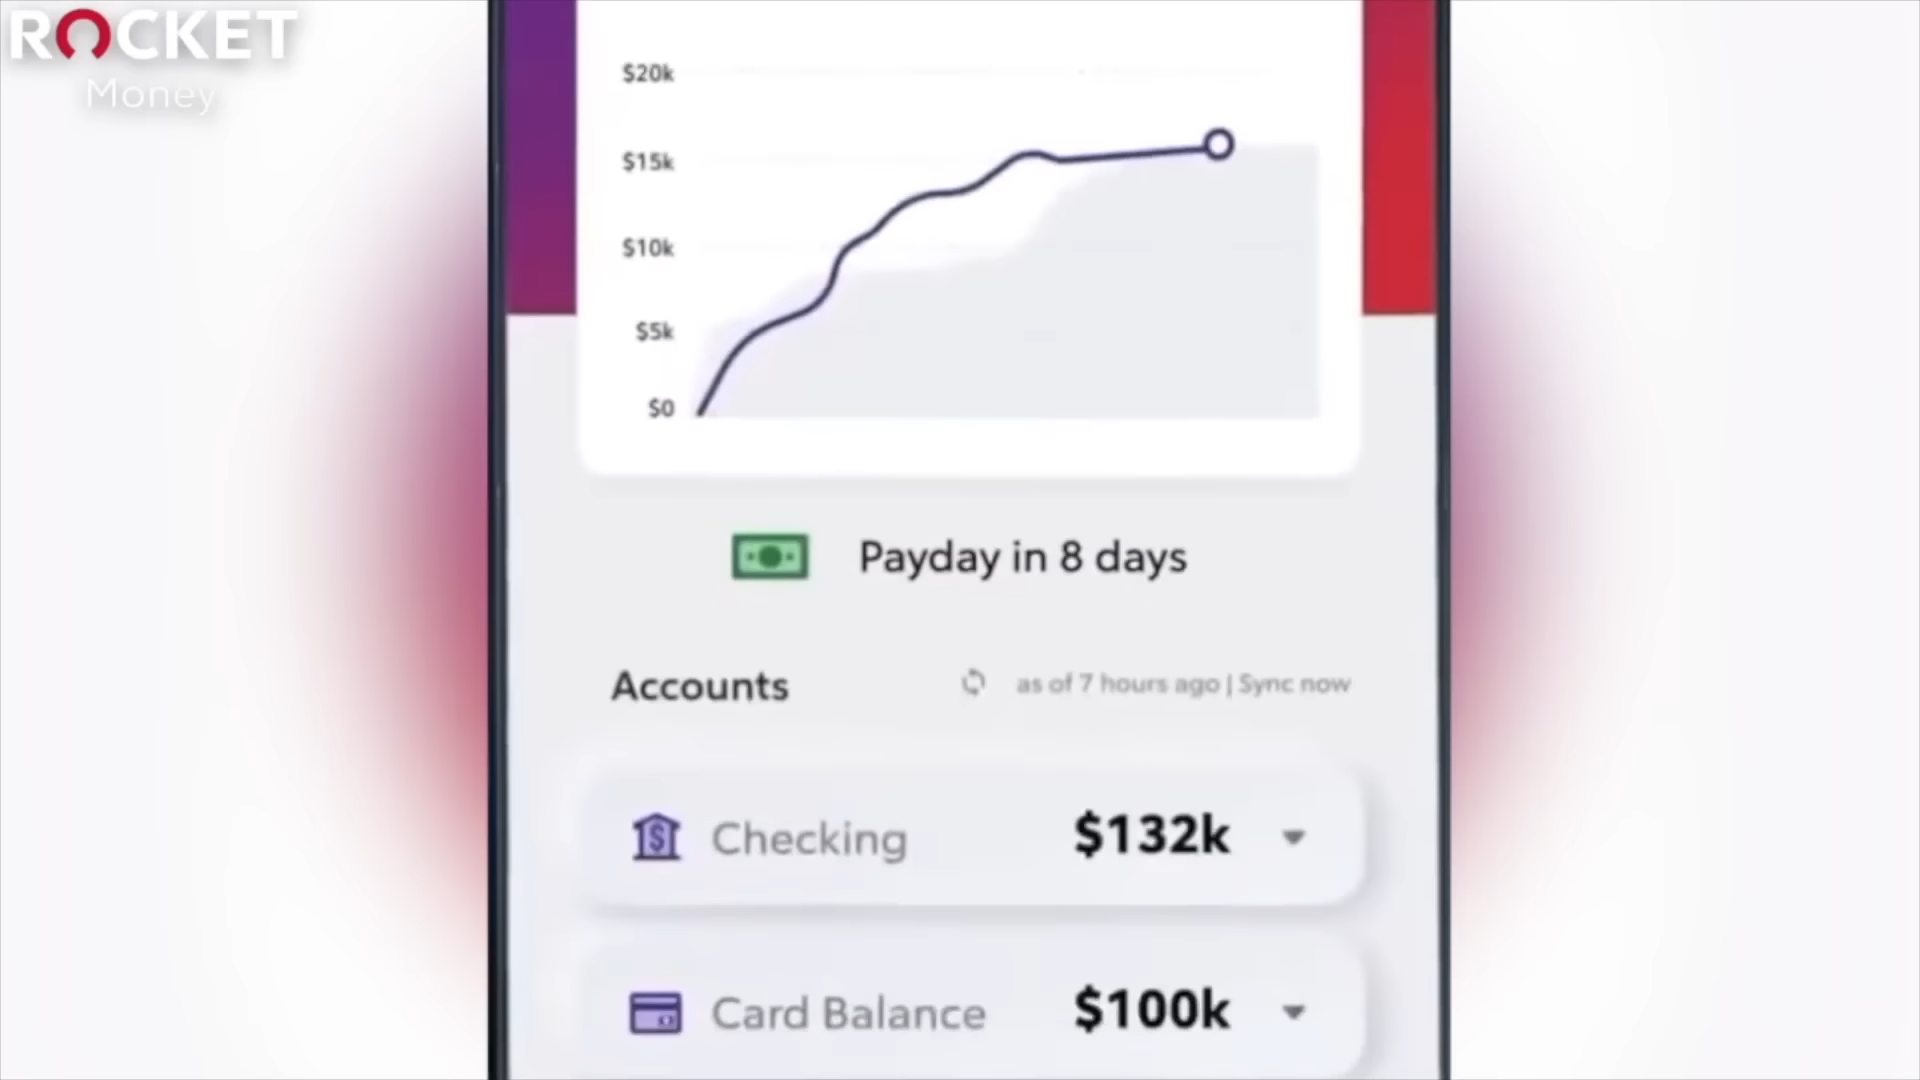 ROCKET
Money
$20k
$15k
$10k
$5k
$0
Payday in 8 days
Accounts
as of 7 hours ago | Sync now
Checking $132k
Card Balance $100k